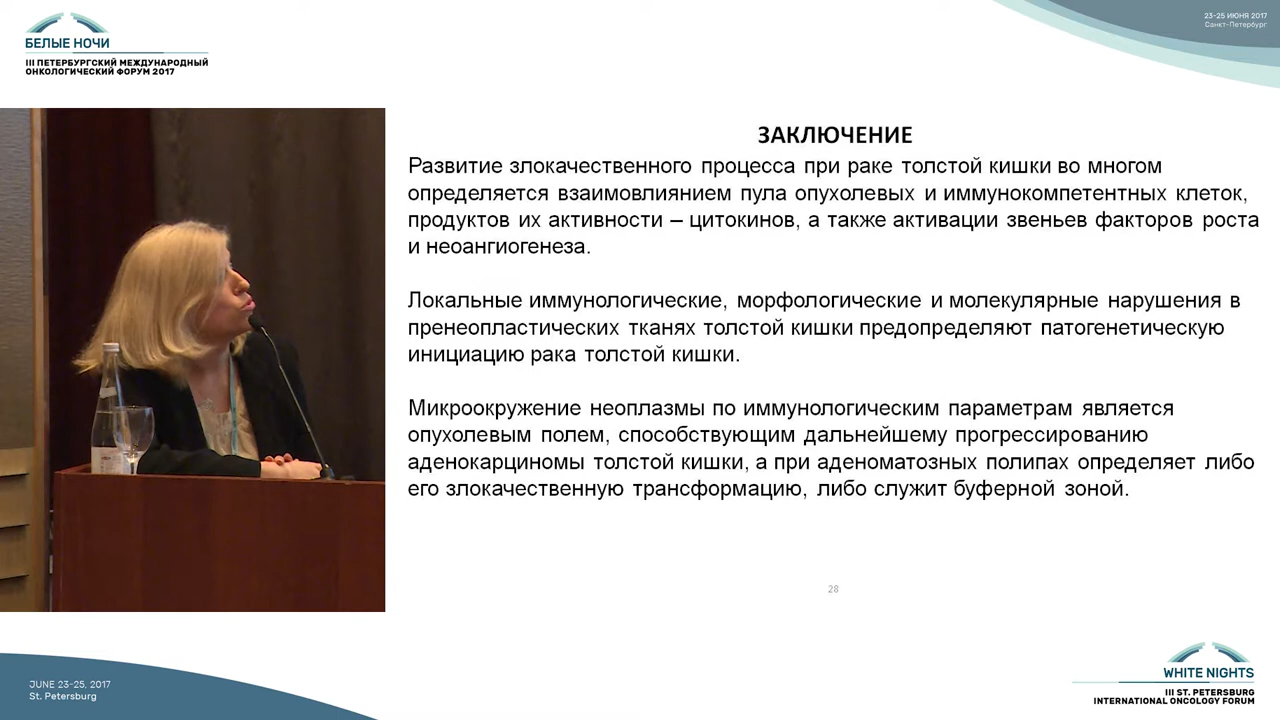 БЕЛЫЕ НОЧИ
III ПЕТЕРБУРГСКИЙ МЕЖДУНАРОДНЫЙ
ОНКОЛОГИЧЕСКИЙ ФОРУМ 2017
23-25 ИЮНЯ 2017
Санкт-Петербург
ЗАКЛЮЧЕНИЕ
Развитие злокачественного процесса при раке толстой кишки во многом
определяется взаимовлиянием пула опухолевых и иммунокомпетентных клеток,
продуктов их активности – цитокинов, а также активации звеньев факторов роста
и неоангиогенеза.
Локальные иммунологические, морфологические и молекулярные нарушения в
пренеопластических тканях толстой кишки предопределяют патогенетическую
инициацию рака толстой кишки.
Микроокружение неоплазмы по иммунологическим параметрам является
опухолевым полем, способствующим дальнейшему прогрессированию
аденокарциномы толстой кишки, а при аденоматозных полипах определяет либо
его злокачественную трансформацию, либо служит буферной зоной.
28
JUNE 23-25, 2017
St. Petersburg
WHITE NIGHTS
III ST. PETERSBURG
INTERNATIONAL ONCOLOGY FORUM